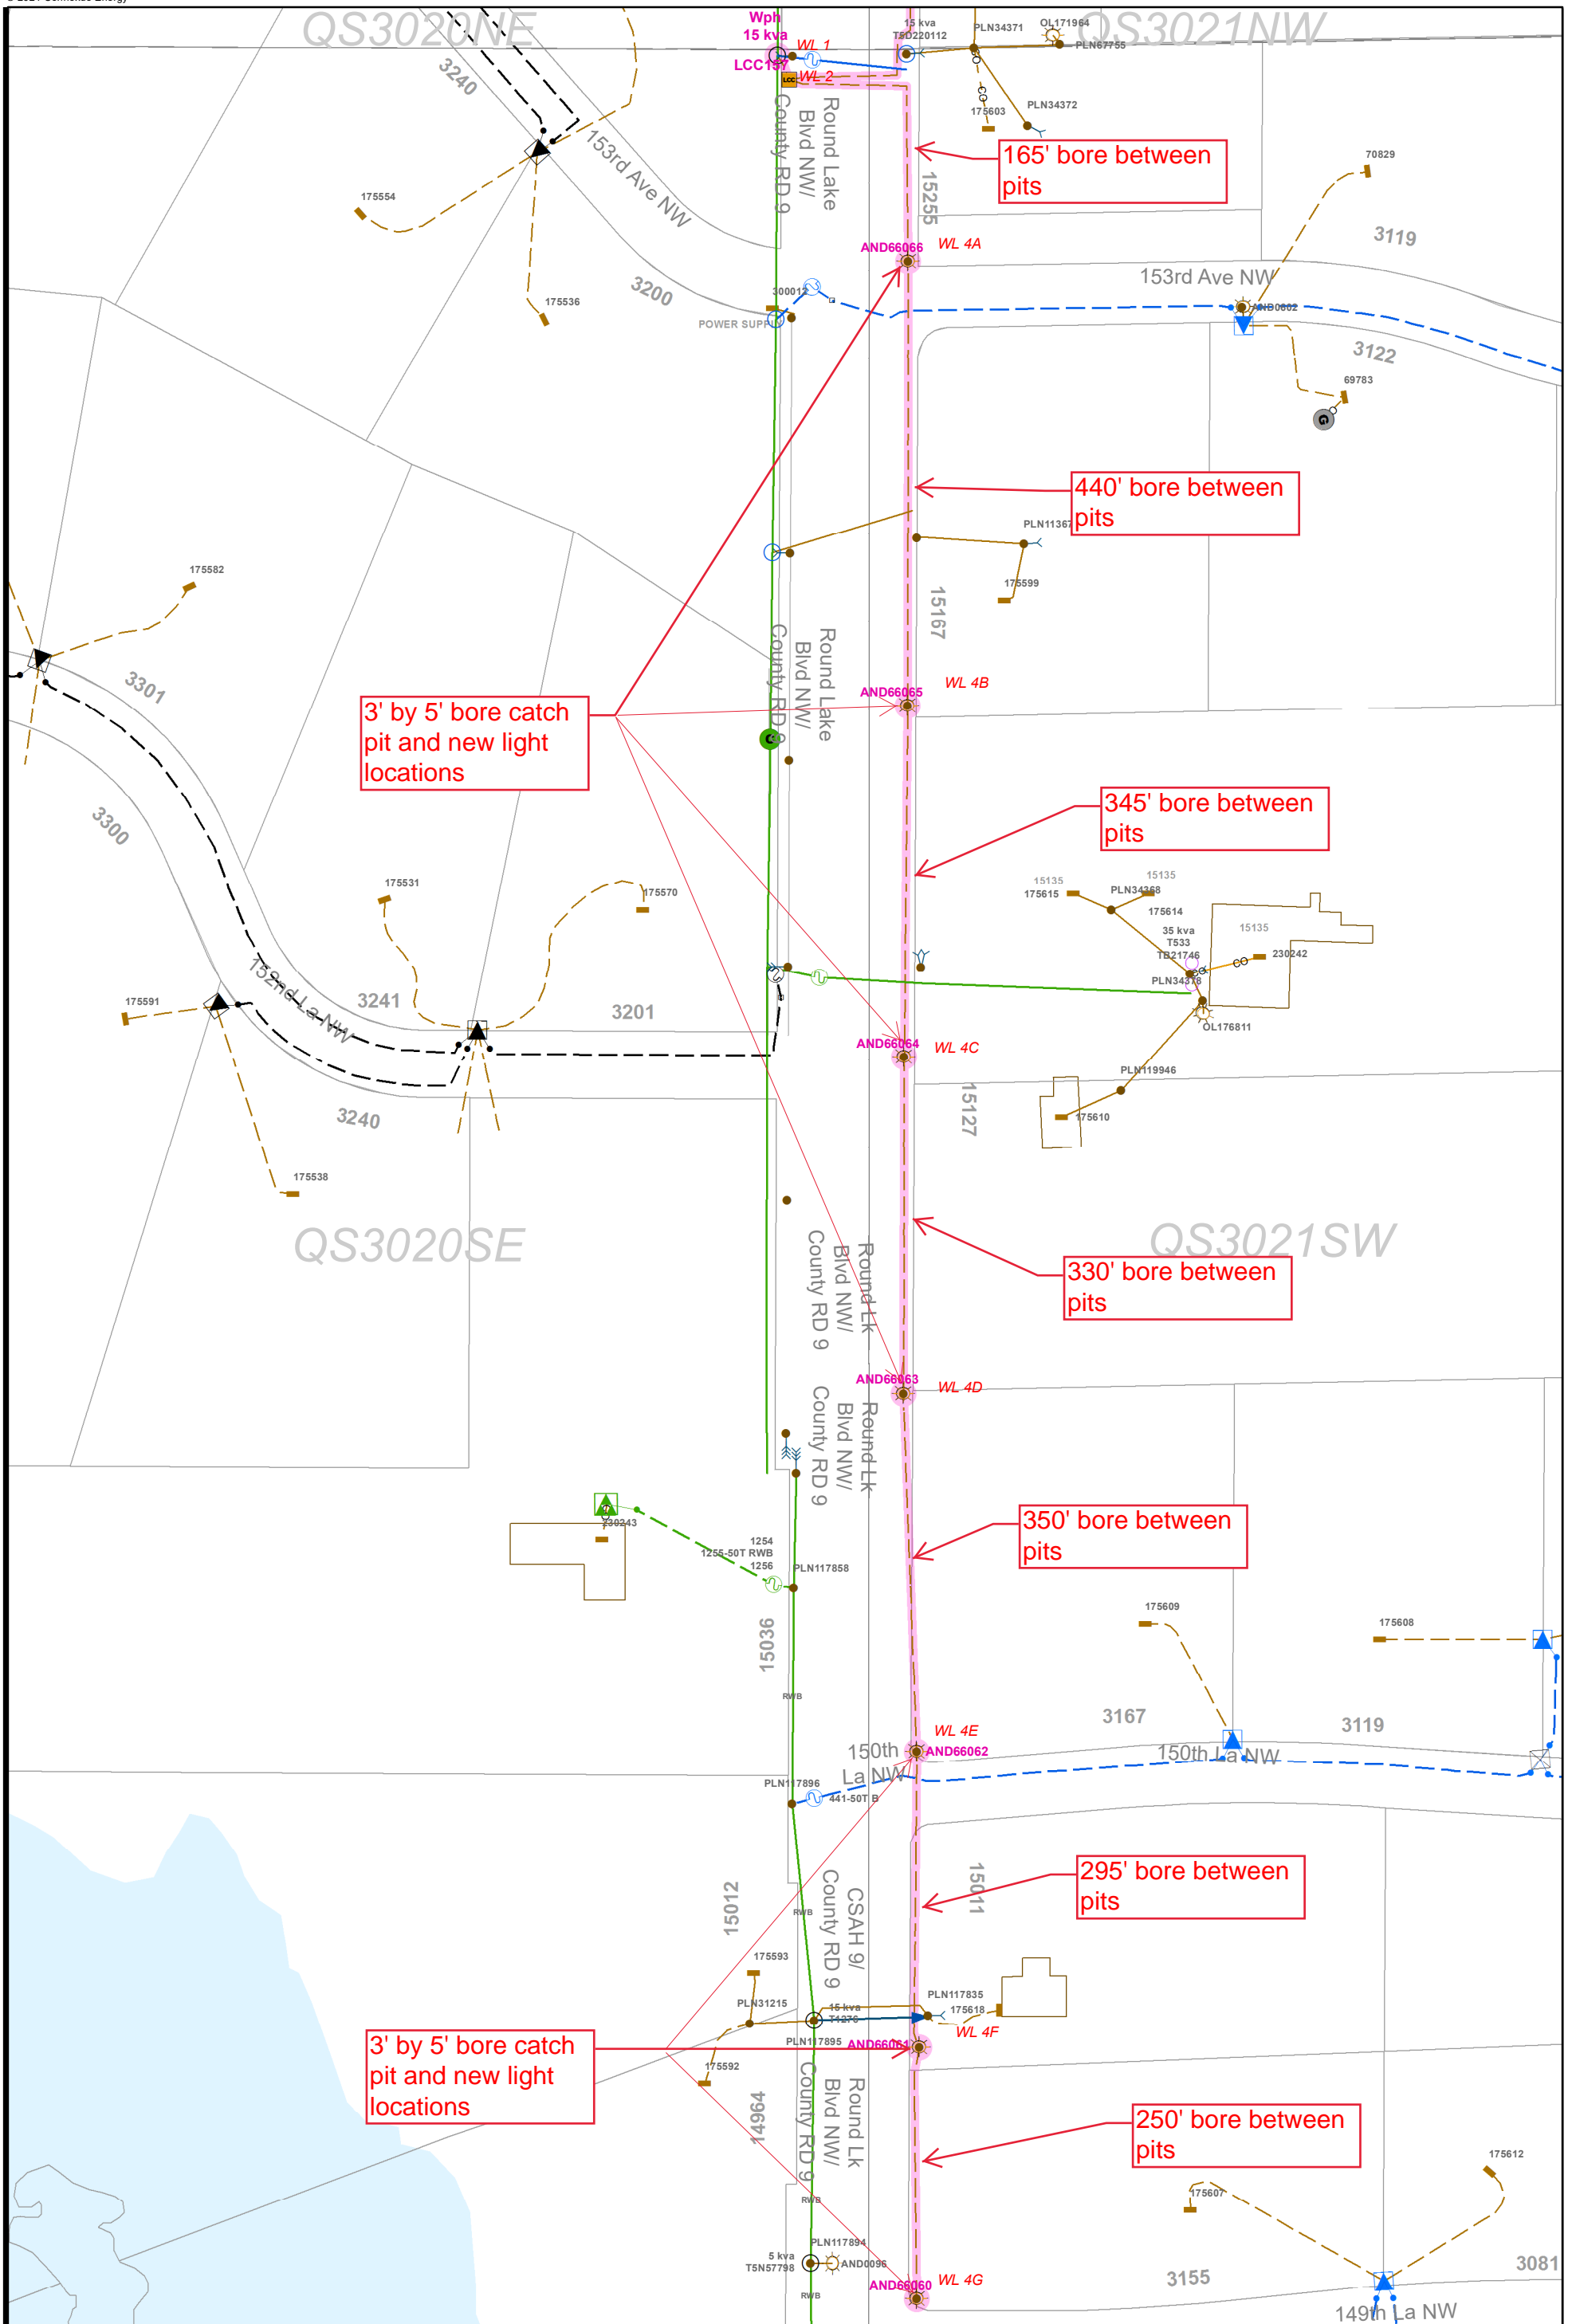 QS3020NE
Wph
15 kva
WL 1
LCC157
LCC
WL 2
15 kva
T5D220112
PLN34371
OL171964
PLN67755
QS3021NW
3240
153rd Ave NW
Round Lake
Blvd NW/
County RD 9
175603
CO
PLN34372
165' bore between
pits
15255
70829
175554
AND66066
WL 4A
3119
153rd Ave NW
3200
175536
300012
POWER SUPPLY
AND0802
3122
69783
G
440' bore between
pits
PLN11367
175599
175582
15167
Round Lake
Blvd NW/
County RD 9
3301
AND66065
WL 4B
3' by 5' bore catch
pit and new light
locations
345' bore between
pits
3300
175531
175570
15135
15135
175615
PLN34368
175614
35 kva
T533
TB21746
15135
CO
230242
PLN34378
OL176811
152nd La NW
175591
3241
3201
AND66064
WL 4C
PLN119946
3240
15127
175610
175538
QS3020SE
QS3021SW
Round Lk
Blvd NW/
County RD 9
330' bore between
pits
AND66063
WL 4D
Round Lk
Blvd NW/
County RD 9
230243
1254
1255-50T RWB
1256
PLN117858
350' bore between
pits
15036
175609
175608
RWB
3167
3119
WL 4E
AND66062
150th
La NW
150th La NW
PLN117896
441-50T B
15012
CSAH 9/
County RD 9
15011
295' bore between
pits
RWB
175593
PLN31215
15 kva
T1276
PLN117835
175618
WL 4F
PLN117895
AND66061
3' by 5' bore catch
pit and new light
locations
175592
14964
Round Lk
Blvd NW/
County RD 9
250' bore between
pits
175612
175607
RWB
PLN117894
5 kva
T5N57798
AND0096
AND66060
WL 4G
RWB
3155
3081
149th La NW